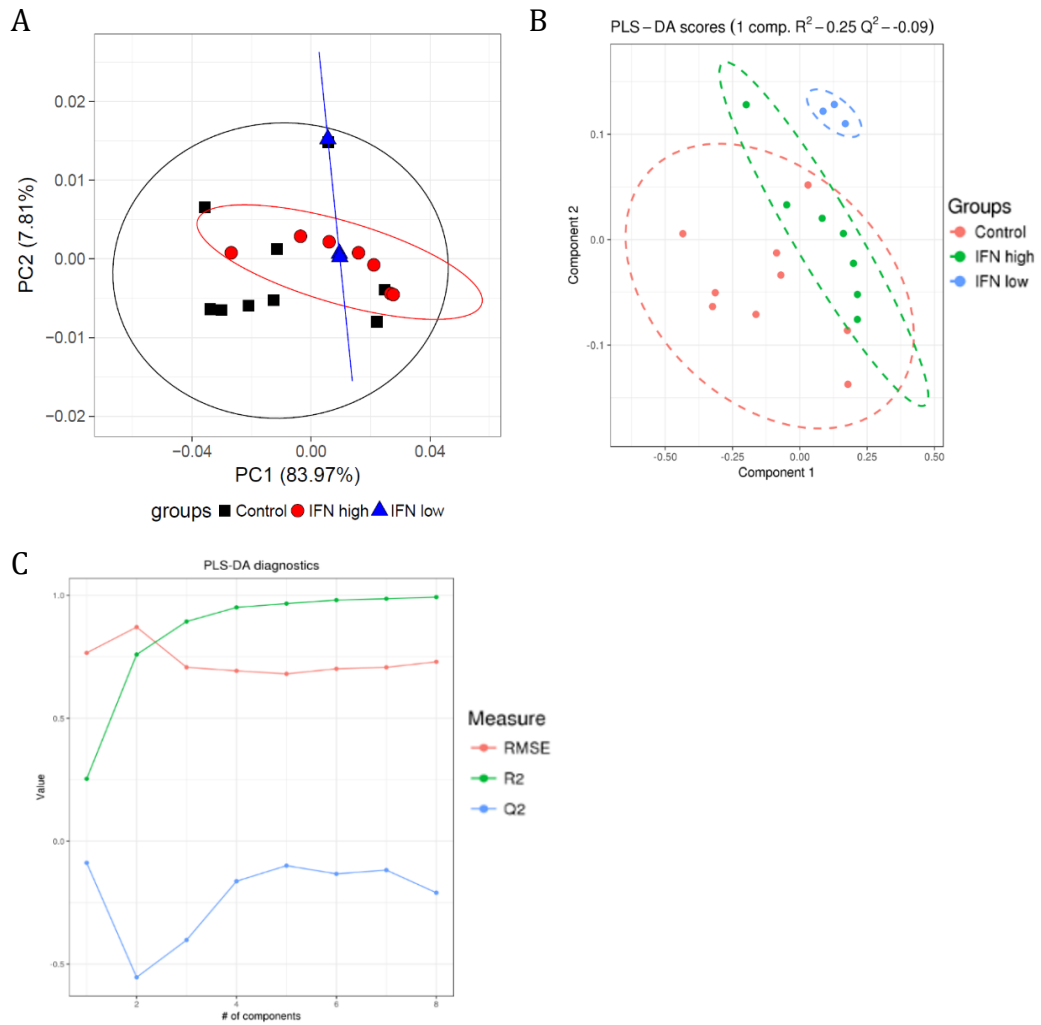 A
0.02
0.01
0.00
−0.01
−0.02
PC2 (7.81%)
−0.04
0.00
0.04
PC1 (83.97%)
groups Control IFN high IFN low
B
PLS − DA scores (1 comp. R² − 0.25 Q² − -0.09)
0.1
0.0
-0.1
Component 2
-0.50
-0.25
0.00
0.25
0.50
Component 1
Groups
Control
IFN high
IFN low
C
PLS-DA diagnostics
1.0
0.5
0.0
-0.5
Value
2
4
6
8
# of components
Measure
RMSE
R2
Q2